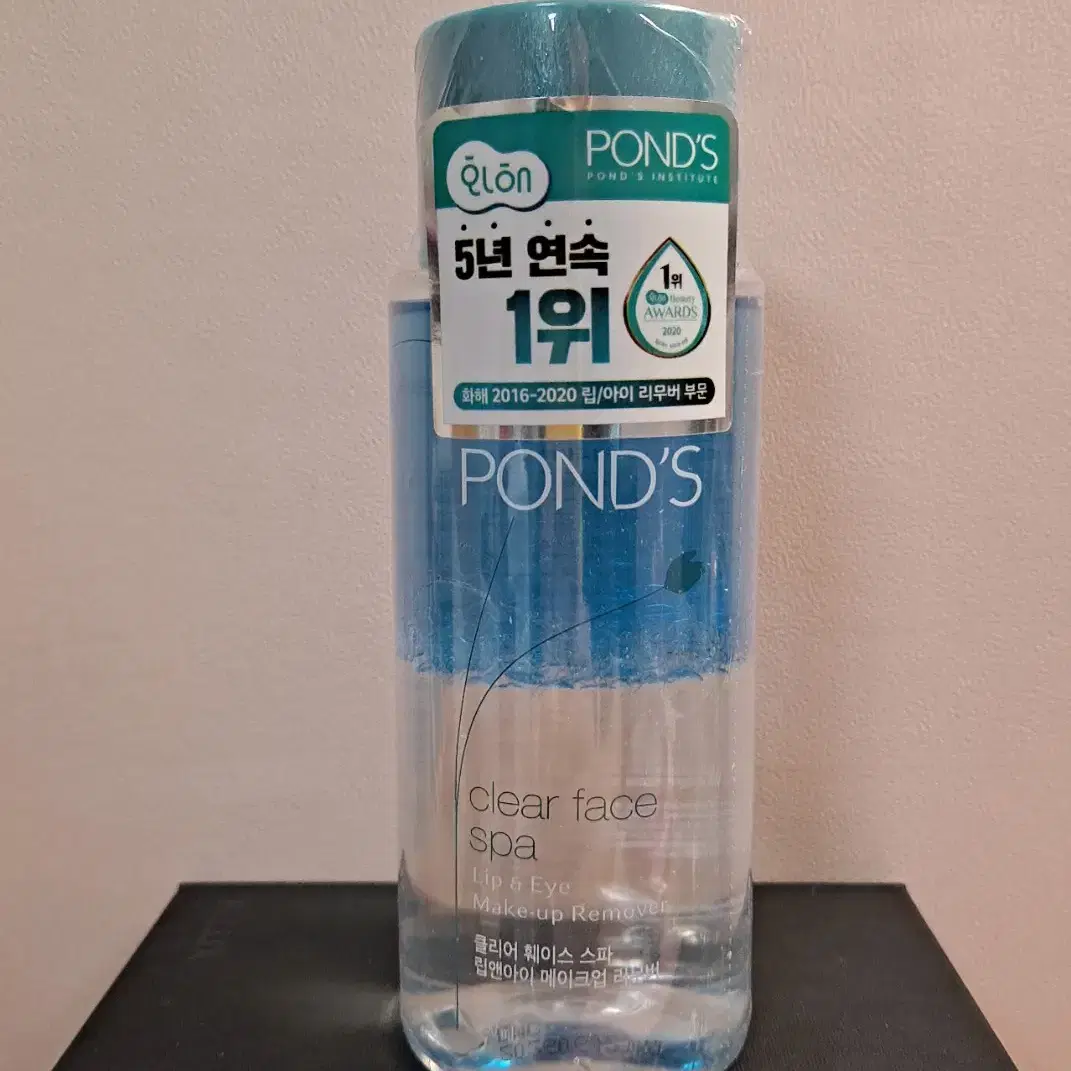 POND'S
POND'S INSTITUTE
5년 연속
1위
1위
Beauty
AWARDS
2020
화해 2016-2020 립/아이 리무버 부문
POND'S
clear face
spa
Lip & Eye
Make-up Remover
클리어 훼이스 스파
립앤아이 메이크업 리무버